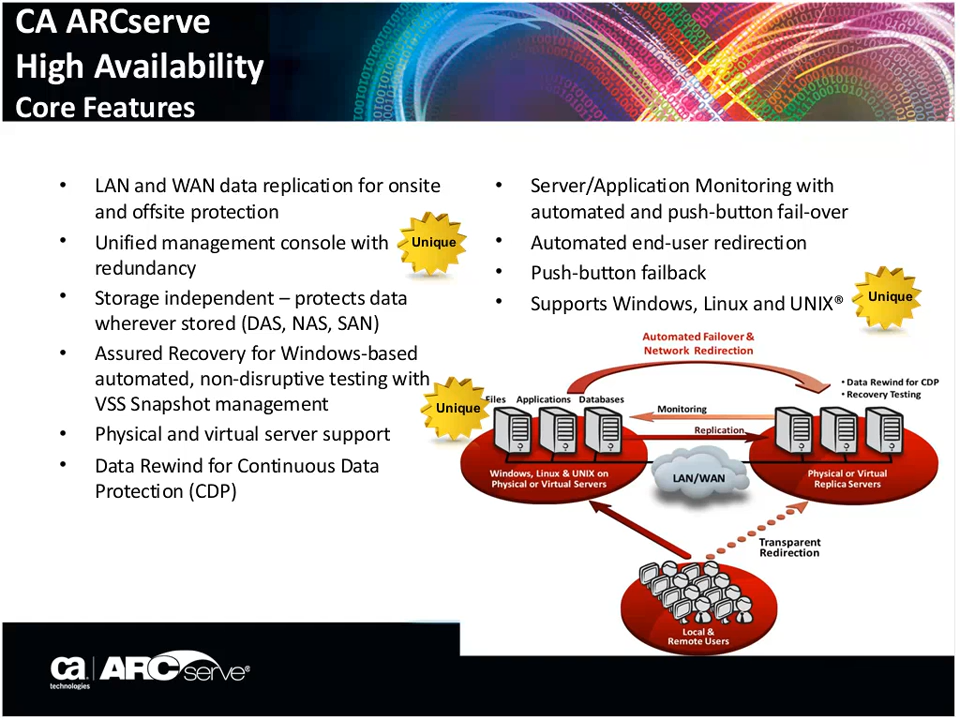 CA ARCserve
High Availability
Core Features
• LAN and WAN data replication for onsite
and offsite protection
• Unified management console with
redundancy
Unique
• Storage independent – protects data
wherever stored (DAS, NAS, SAN)
• Assured Recovery for Windows-based
automated, non-disruptive testing with
VSS Snapshot management
Unique
• Physical and virtual server support
• Data Rewind for Continuous Data
Protection (CDP)
• Server/Application Monitoring with
automated and push-button fail-over
• Automated end-user redirection
• Push-button failback
• Supports Windows, Linux and UNIX®
Unique
Automated Failover &
Network Redirection
• Data Rewind for CDP
• Recovery Testing
Files Applications Databases
Monitoring
Replication
Windows, Linux & UNIX on
Physical or Virtual Servers
LAN/WAN
Physical or Virtual
Replica Servers
Transparent
Redirection
Local &
Remote Users
ca ARCserve®
technologies